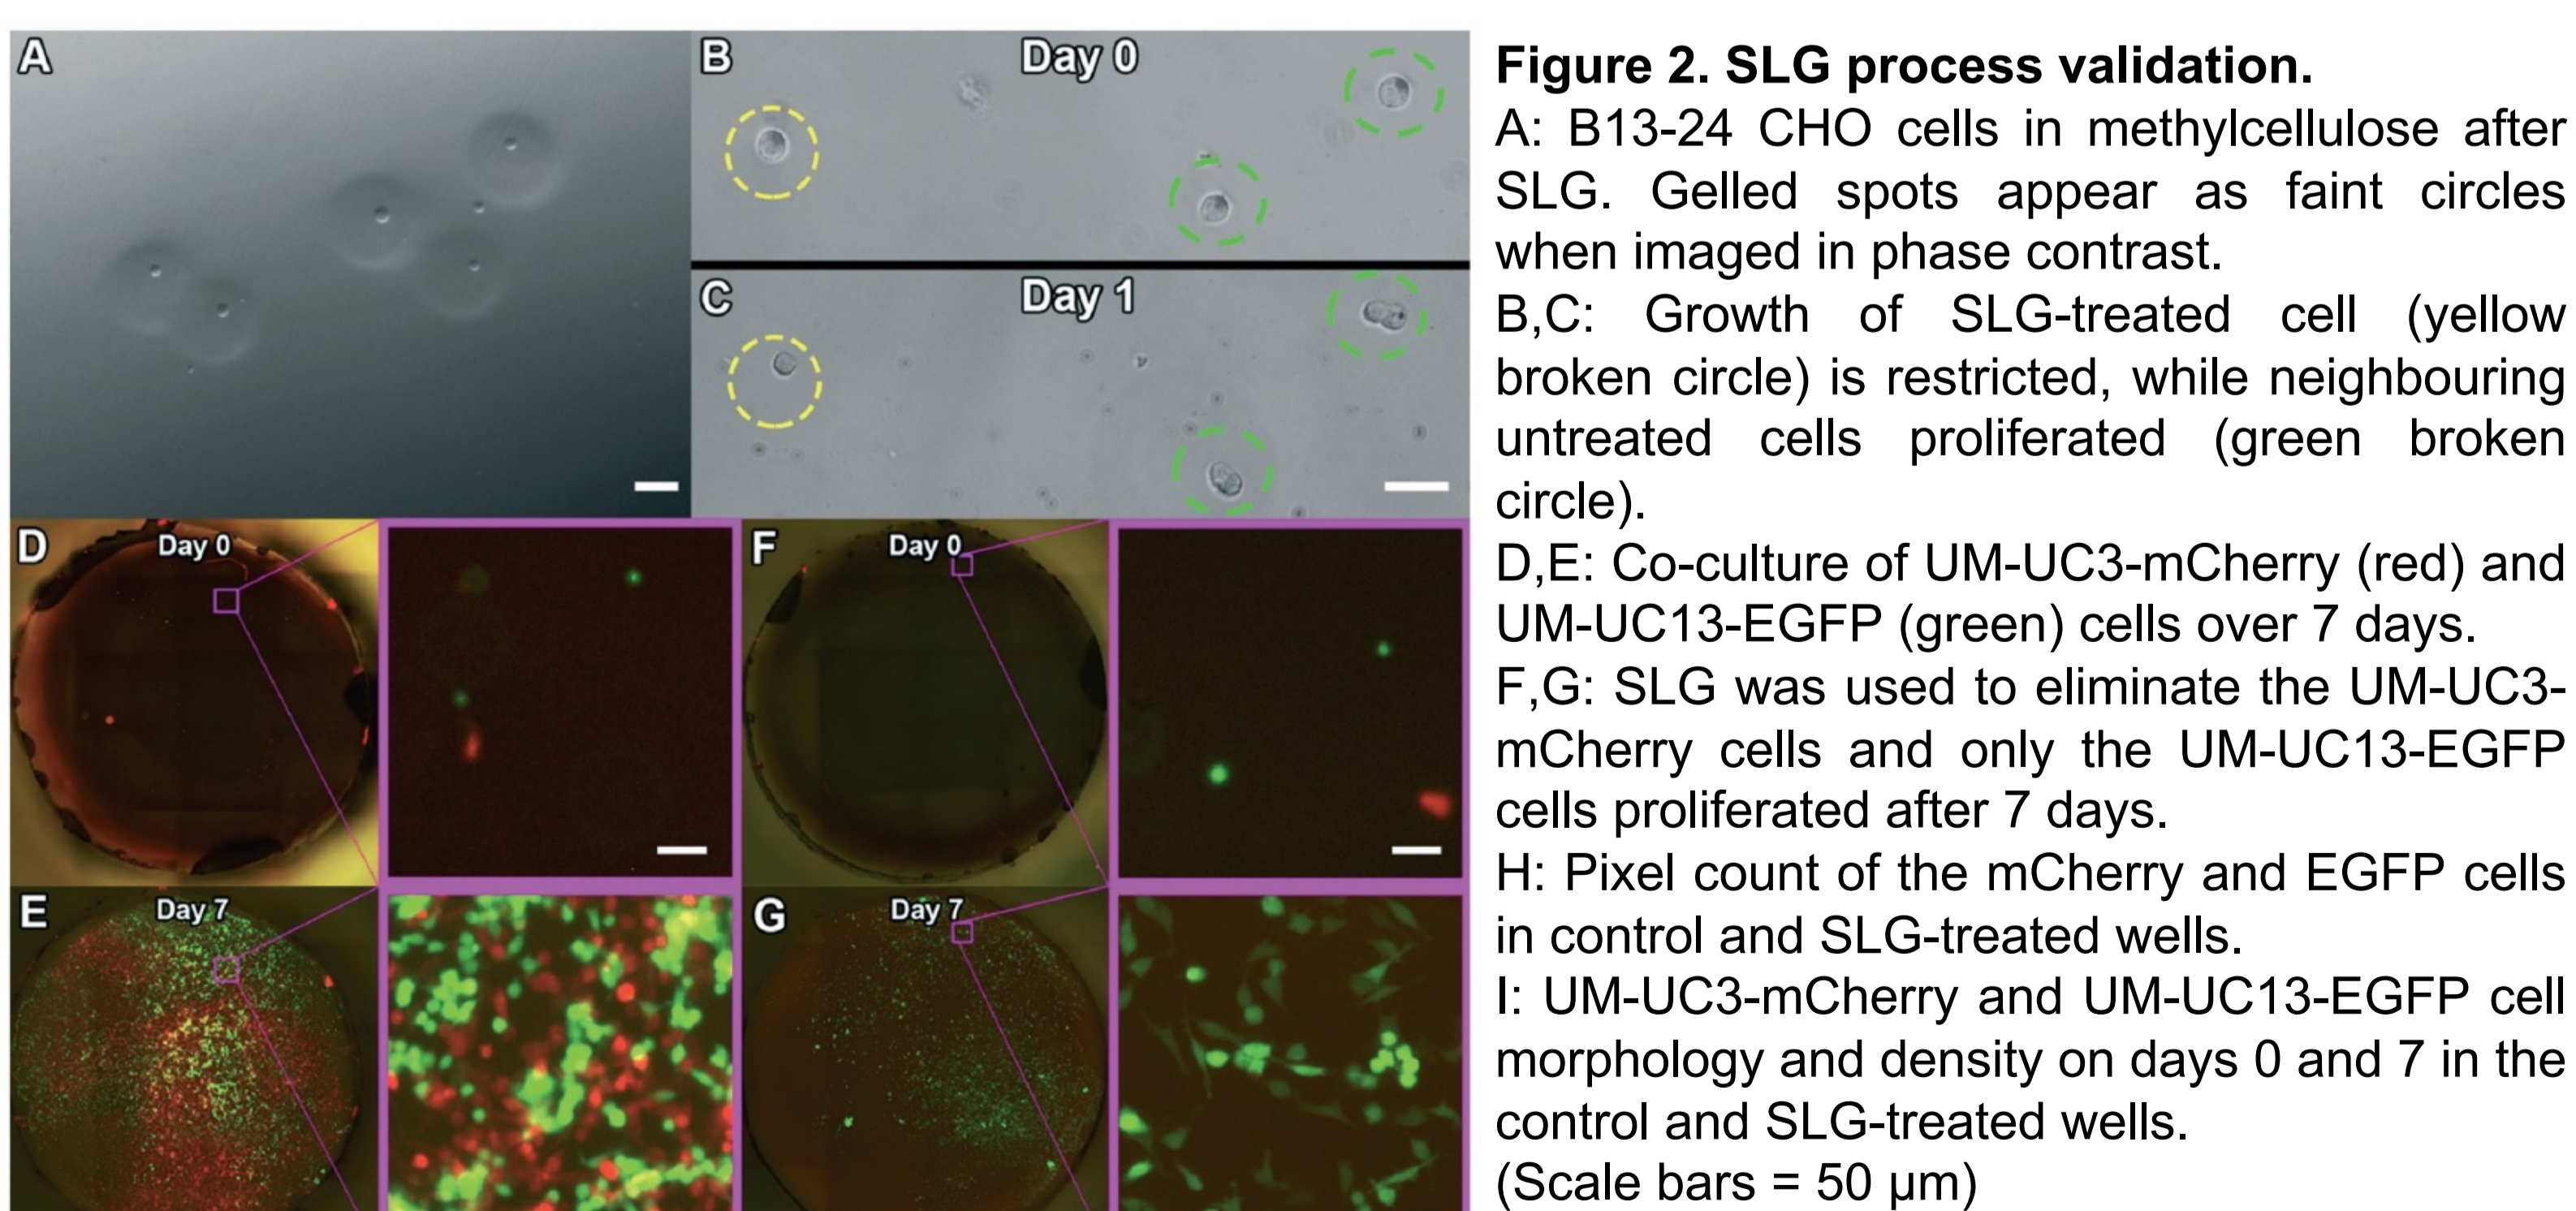 A
B
Day 0
C
Day 1
D
Day 0
F
Day 0
E
Day 7
G
Day 7
Figure 2. SLG process validation.
A: B13-24 CHO cells in methylcellulose after
SLG. Gelled spots appear as faint circles
when imaged in phase contrast.
B,C: Growth of SLG-treated cell (yellow
broken circle) is restricted, while neighbouring
untreated cells proliferated (green broken
circle).
D,E: Co-culture of UM-UC3-mCherry (red) and
UM-UC13-EGFP (green) cells over 7 days.
F,G: SLG was used to eliminate the UM-UC3-
mCherry cells and only the UM-UC13-EGFP
cells proliferated after 7 days.
H: Pixel count of the mCherry and EGFP cells
in control and SLG-treated wells.
I: UM-UC3-mCherry and UM-UC13-EGFP cell
morphology and density on days 0 and 7 in the
control and SLG-treated wells.
(Scale bars = 50 μm)